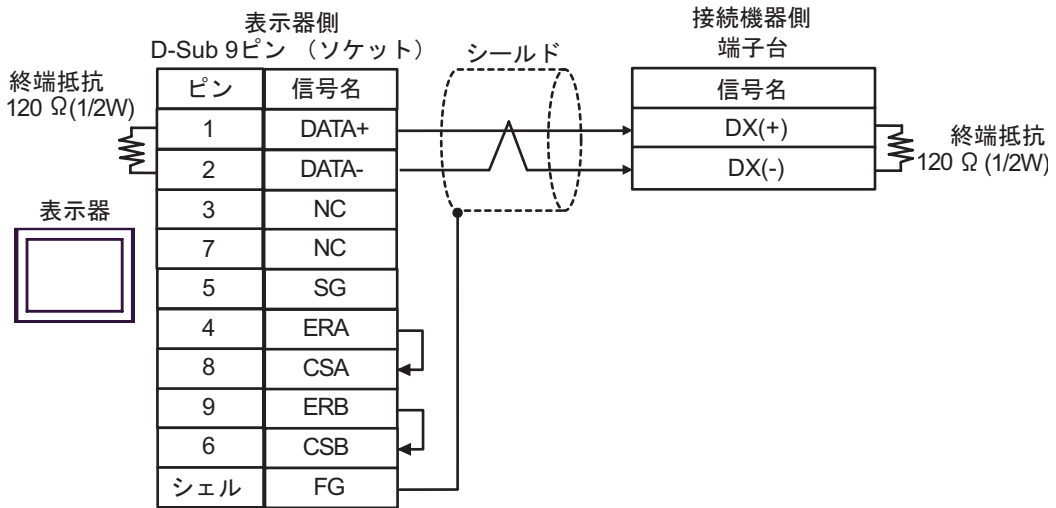 表示器側
D-Sub 9ピン (ソケット)
シールド
接続機器側
端子台
終端抵抗
120 Ω(1/2W)
ピン 信号名
1 DATA+
2 DATA-
3 NC
7 NC
5 SG
4 ERA
8 CSA
9 ERB
6 CSB
シェル FG
表示器
信号名
DX(+)
DX(-)
終端抵抗
120 Ω (1/2W)